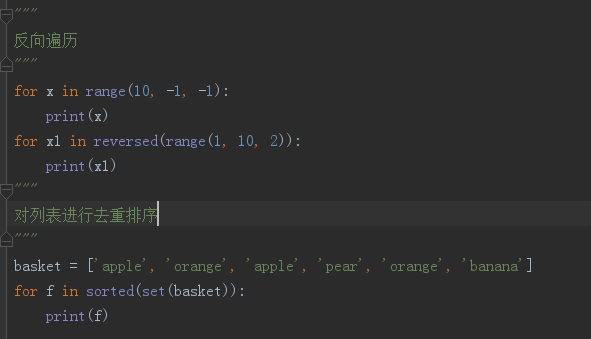 """
反向遍历
"""
for x in range(10, -1, -1):
    print(x)
for x1 in reversed(range(1, 10, 2)):
    print(x1)
"""
对列表进行去重排序
"""
basket = ['apple', 'orange', 'apple', 'pear', 'orange', 'banana']
for f in sorted(set(basket)):
    print(f)